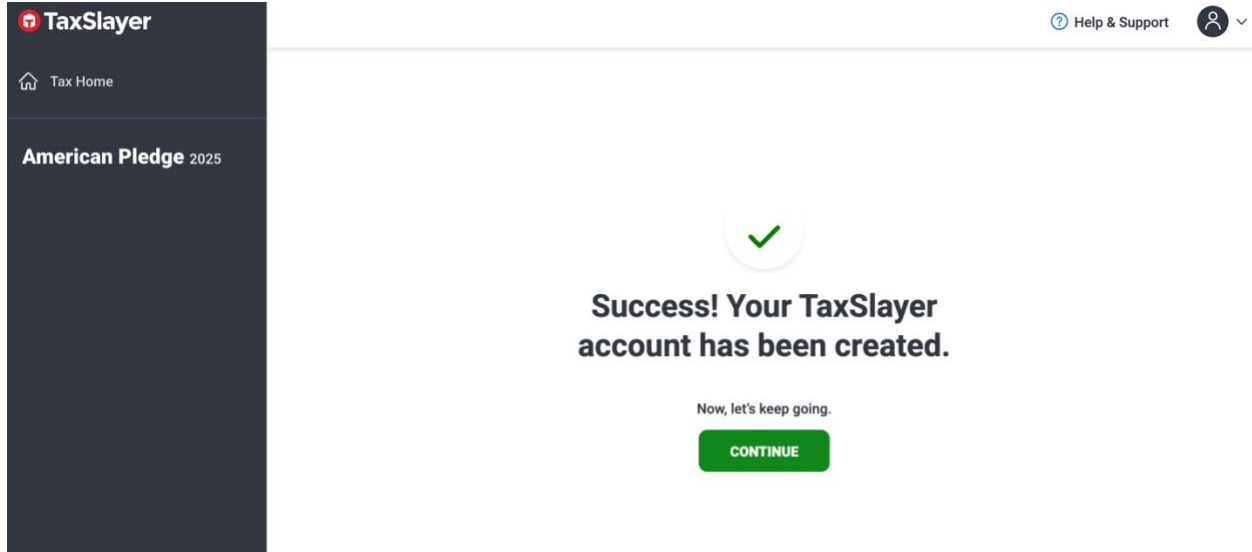 TaxSlayer
Help & Support
Tax Home
American Pledge 2025
Success! Your TaxSlayer
account has been created.
Now, let's keep going.
CONTINUE